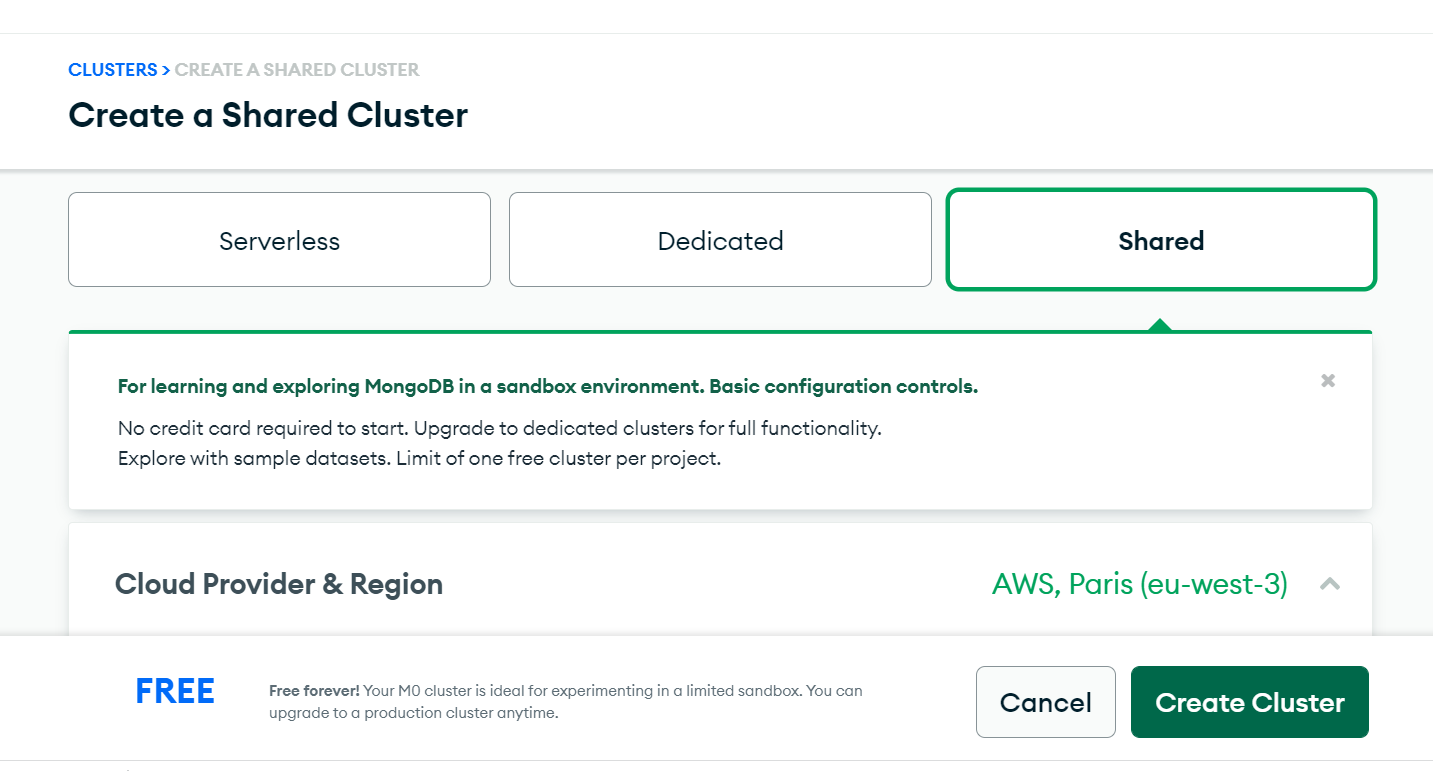 CLUSTERS > CREATE A SHARED CLUSTER
Create a Shared Cluster
Serverless
Dedicated
Shared
For learning and exploring MongoDB in a sandbox environment. Basic configuration controls.
No credit card required to start. Upgrade to dedicated clusters for full functionality.
Explore with sample datasets. Limit of one free cluster per project.
Cloud Provider & Region
AWS, Paris (eu-west-3)
FREE
Free forever! Your M0 cluster is ideal for experimenting in a limited sandbox. You can
upgrade to a production cluster anytime.
Cancel
Create Cluster